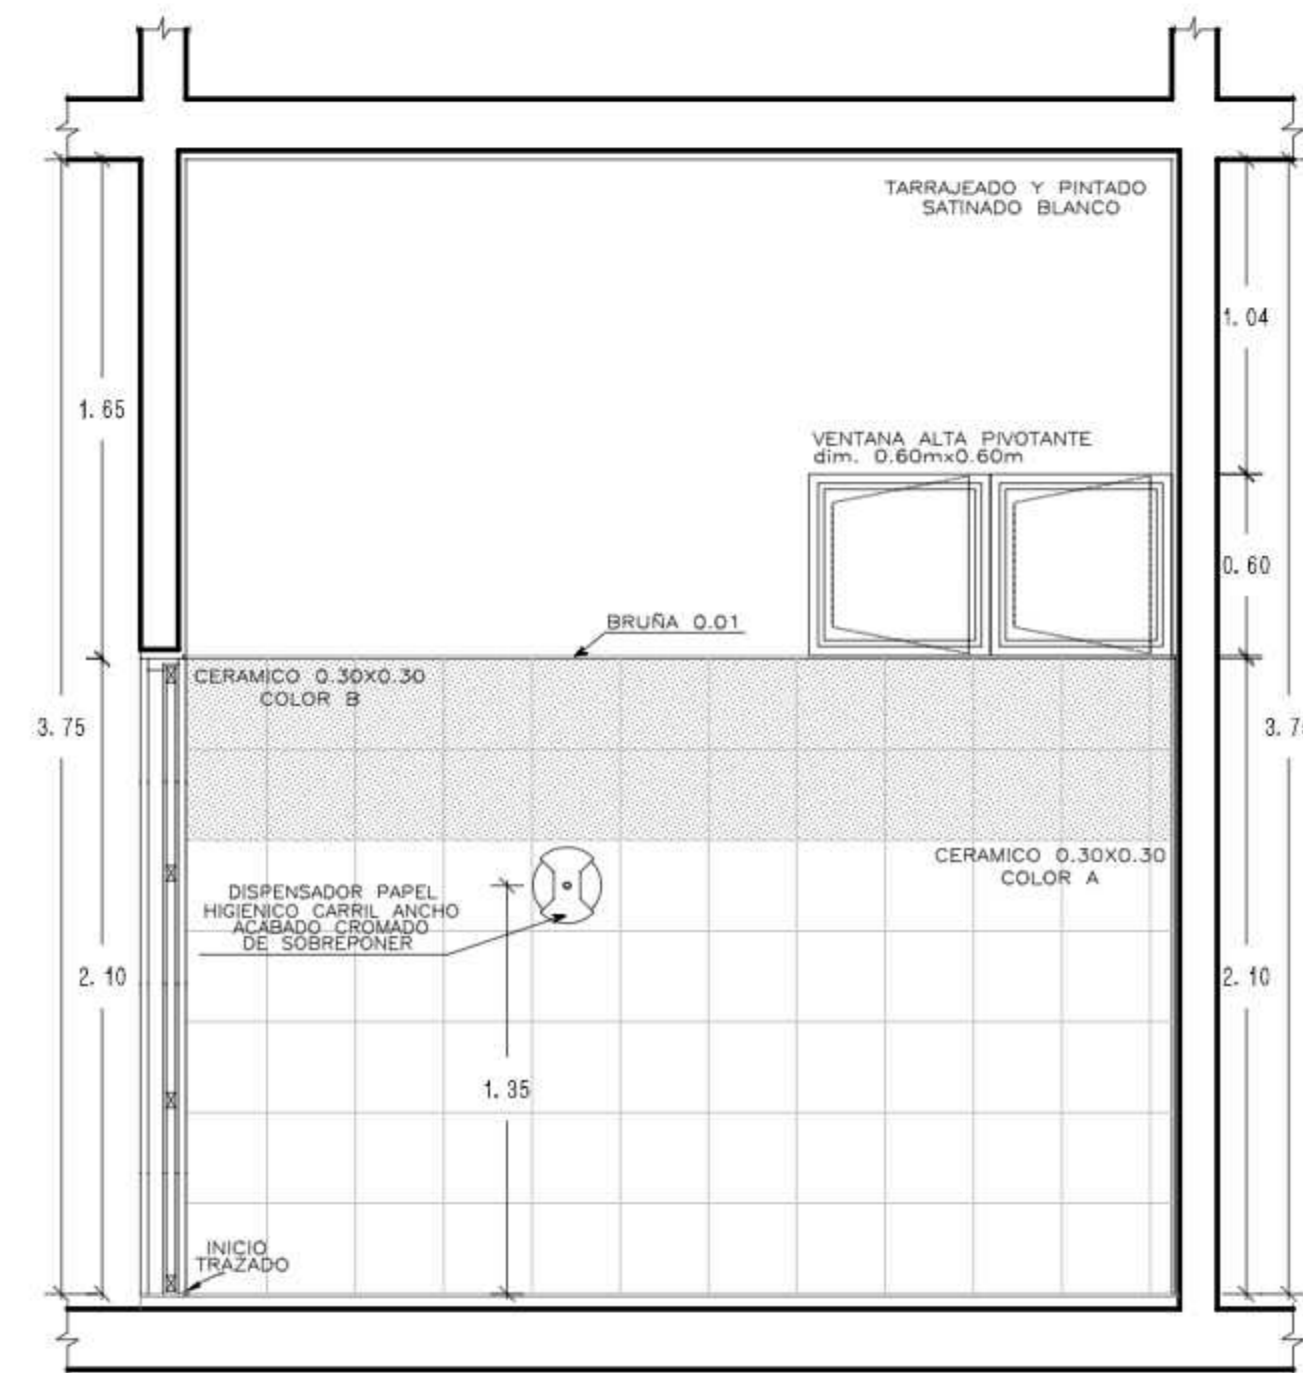 TARRAJEADO Y PINTADO
SATINADO BLANCO
1.04
1.65
VENTANA ALTA PIVOTANTE
dim. 0.60mx0.60m
0.60
BRUÑA 0.01
CERAMICO 0.30X0.30
COLOR B
3.75
3.75
CERAMICO 0.30X0.30
COLOR A
DISPENSADOR PAPEL
HIGIENICO CARRIL ANCHO
ACABADO CROMADO
DE SOBREPONER
2.10
2.10
1.35
INICIO
TRAZADO